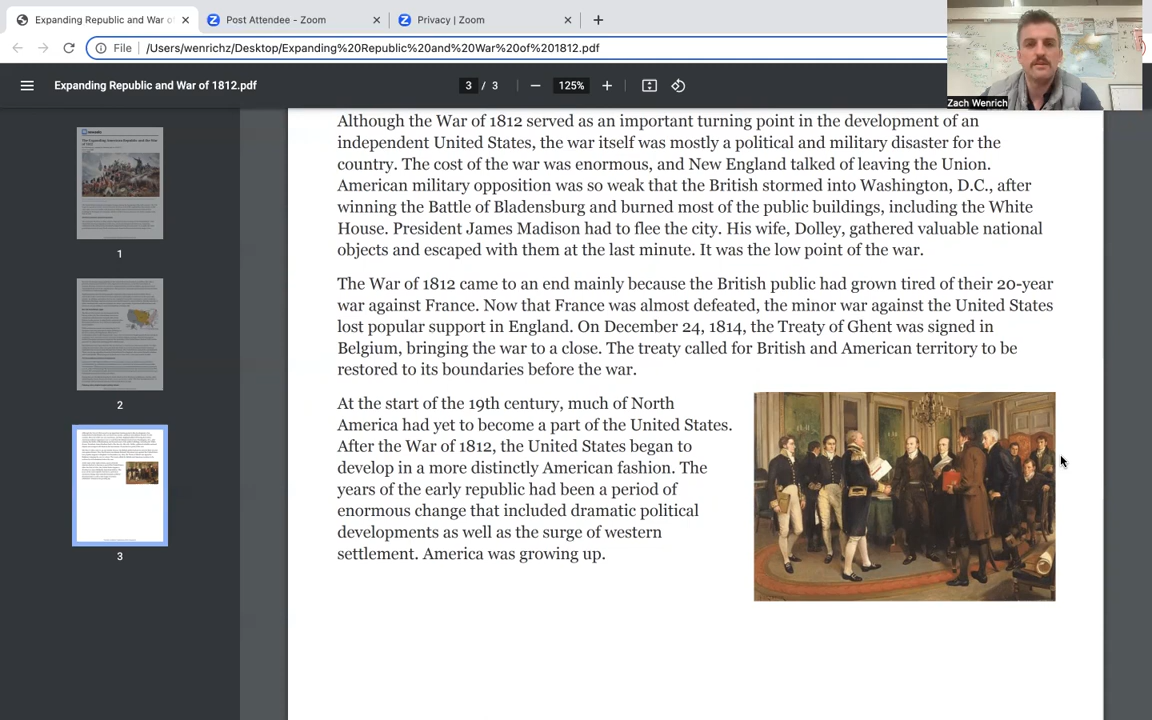 Expanding Republic and War o
Post Attendee - Zoom
Privacy | Zoom
File
/Users/wenrichz/Desktop/Expanding%20Republic%20and%20War%20of%201812.pdf
Expanding Republic and War of 1812.pdf
3 / 3
125%
Zach Wenrich
1
2
3
Although the War of 1812 served as an important turning point in the development of an
independent United States, the war itself was mostly a political and military disaster for the
country. The cost of the war was enormous, and New England talked of leaving the Union.
American military opposition was so weak that the British stormed into Washington, D.C., after
winning the Battle of Bladensburg and burned most of the public buildings, including the White
House. President James Madison had to flee the city. His wife, Dolley, gathered valuable national
objects and escaped with them at the last minute. It was the low point of the war.
The War of 1812 came to an end mainly because the British public had grown tired of their 20-year
war against France. Now that France was almost defeated, the minor war against the United States
lost popular support in England. On December 24, 1814, the Treaty of Ghent was signed in
Belgium, bringing the war to a close. The treaty called for British and American territory to be
restored to its boundaries before the war.
At the start of the 19th century, much of North
America had yet to become a part of the United States.
After the War of 1812, the United States began to
develop in a more distinctly American fashion. The
years of the early republic had been a period of
enormous change that included dramatic political
developments as well as the surge of western
settlement. America was growing up.